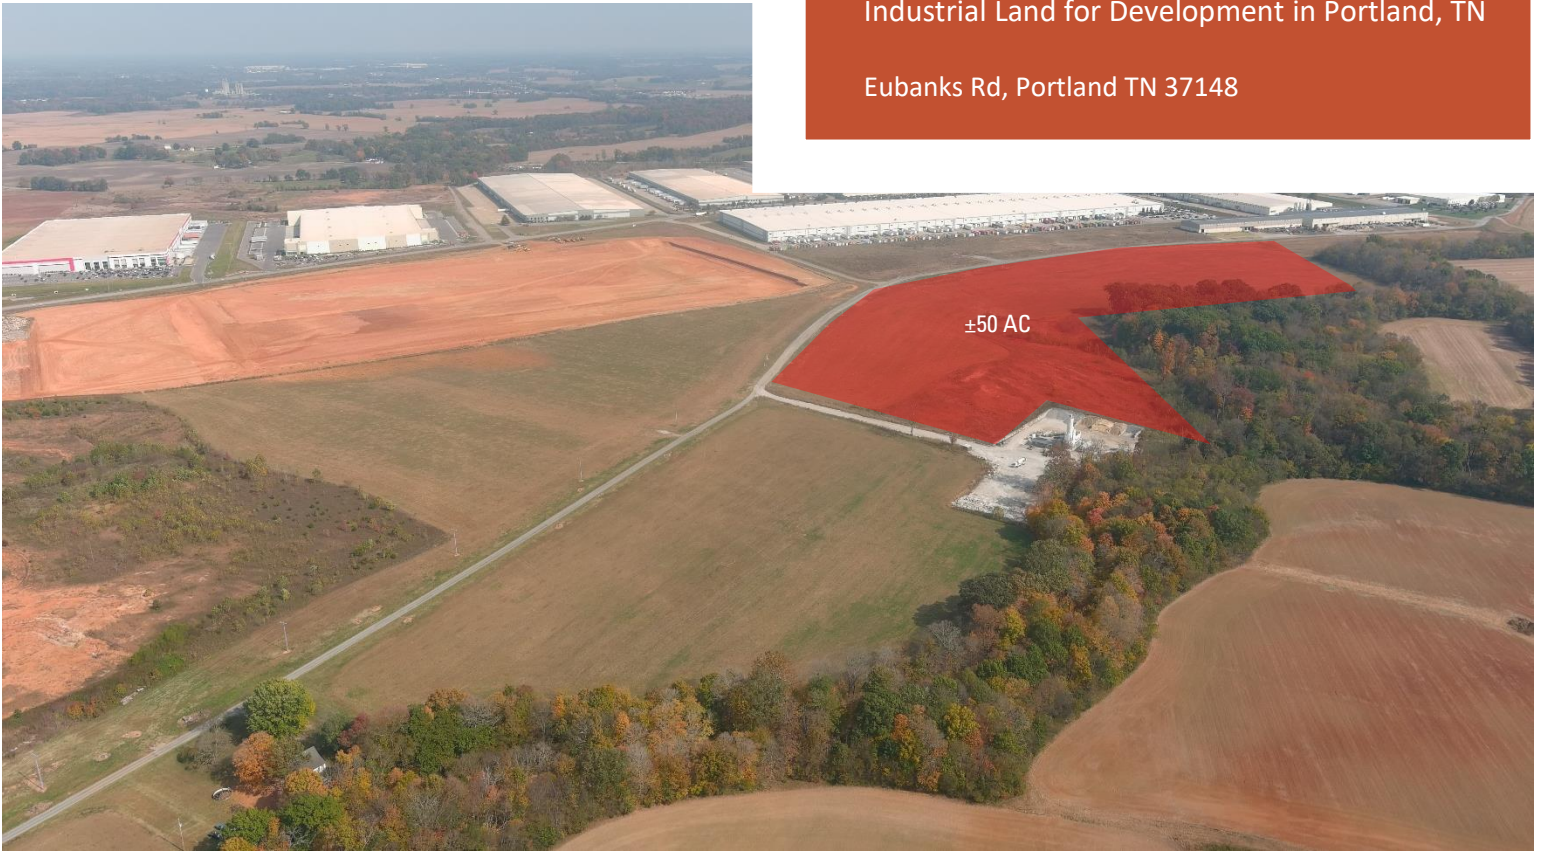 Industrial Land for Development in Portland, TN
Eubanks Rd, Portland TN 37148
±50 AC